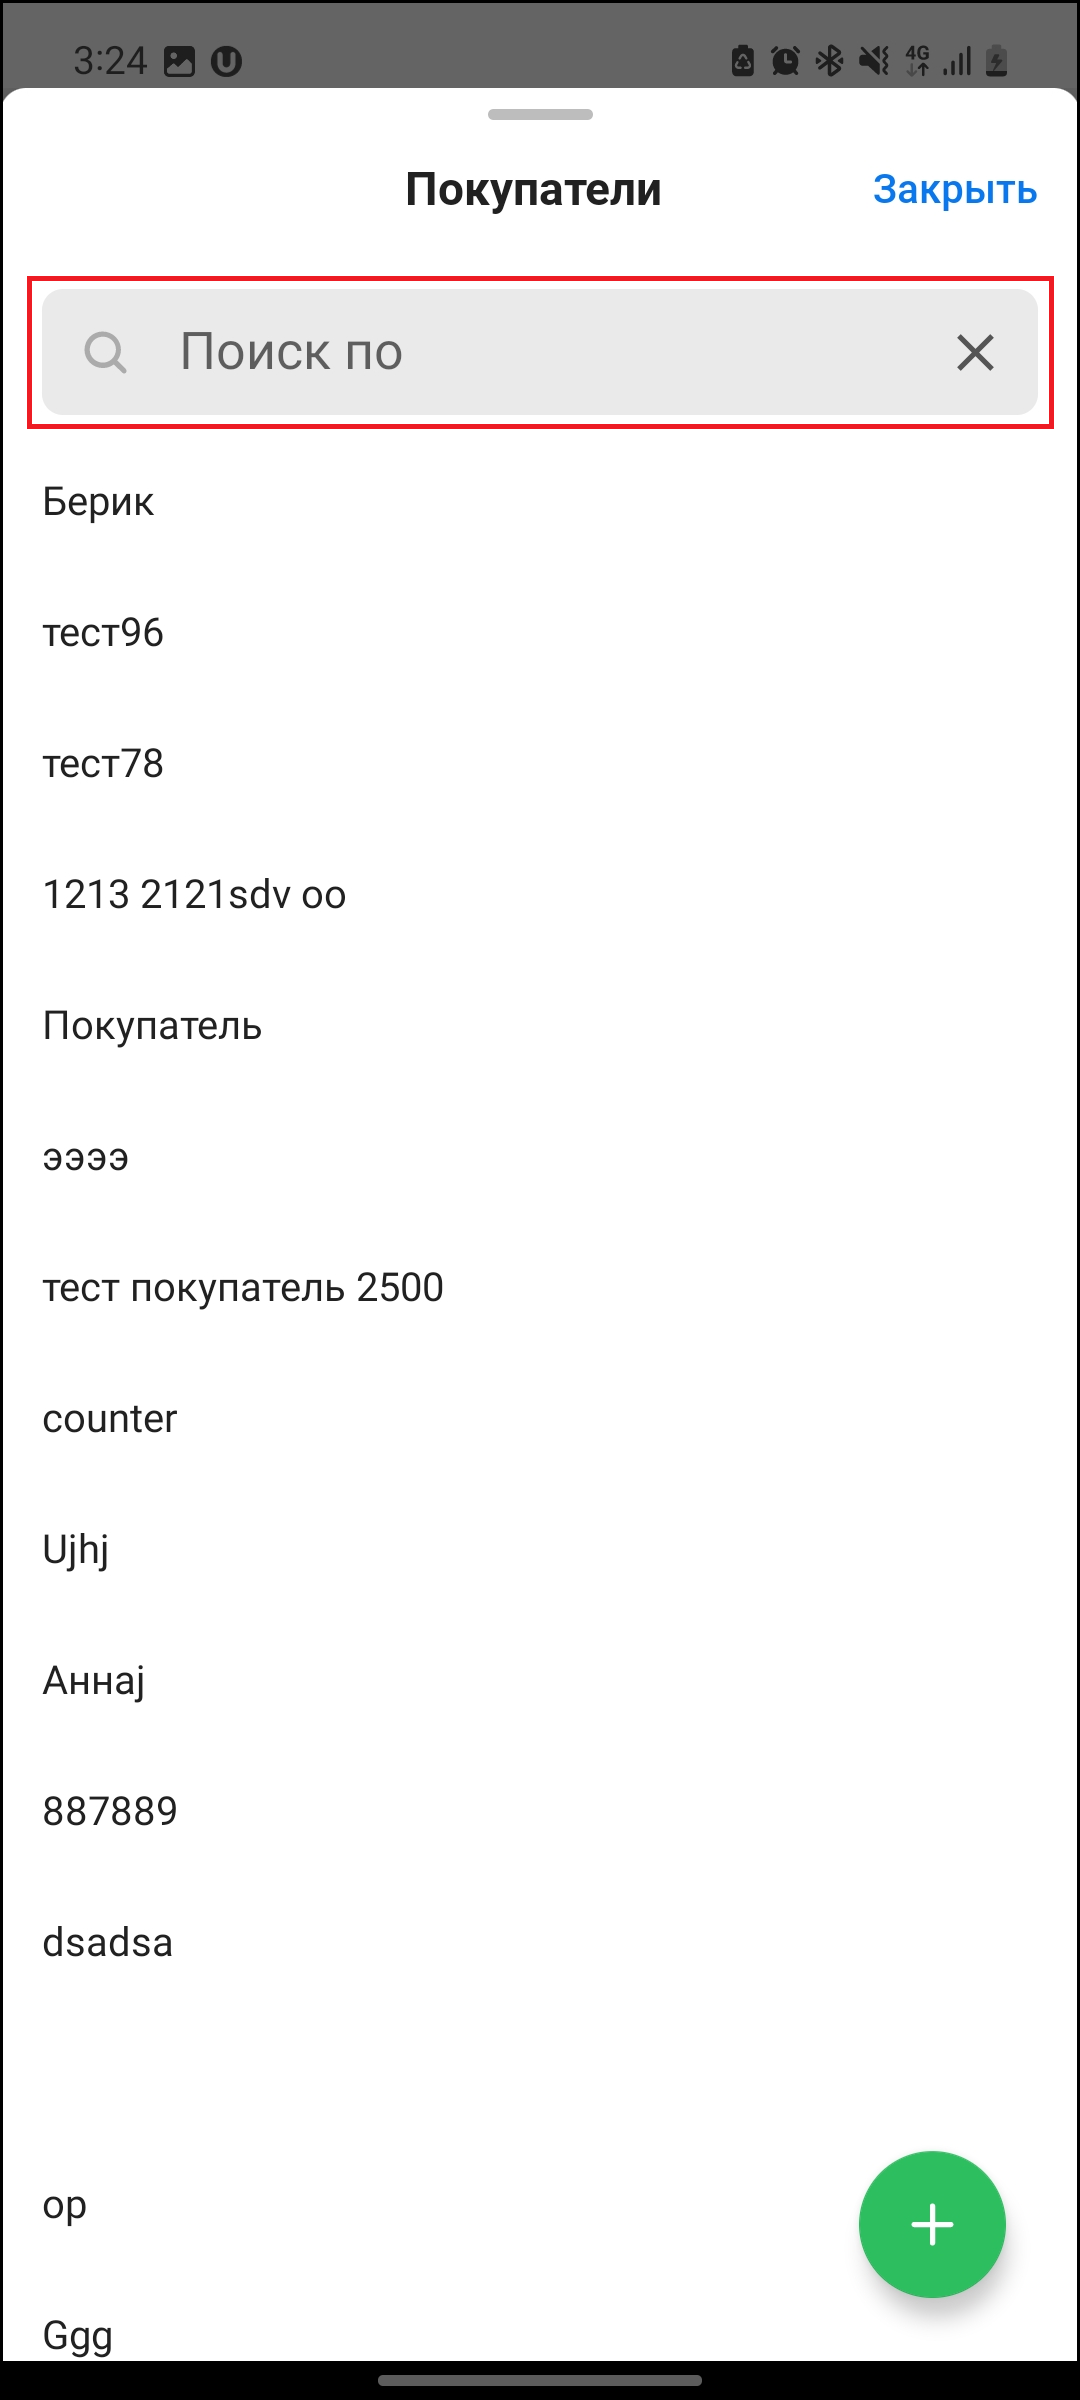 3:24
4G
Покупатели
Закрыть
Поиск по
Берик
тест96
тест78
1213 2121sdv oo
Покупатель
ээээ
тест покупатель 2500
counter
Ujhj
Аннаj
887889
dsadsa
op
Ggg